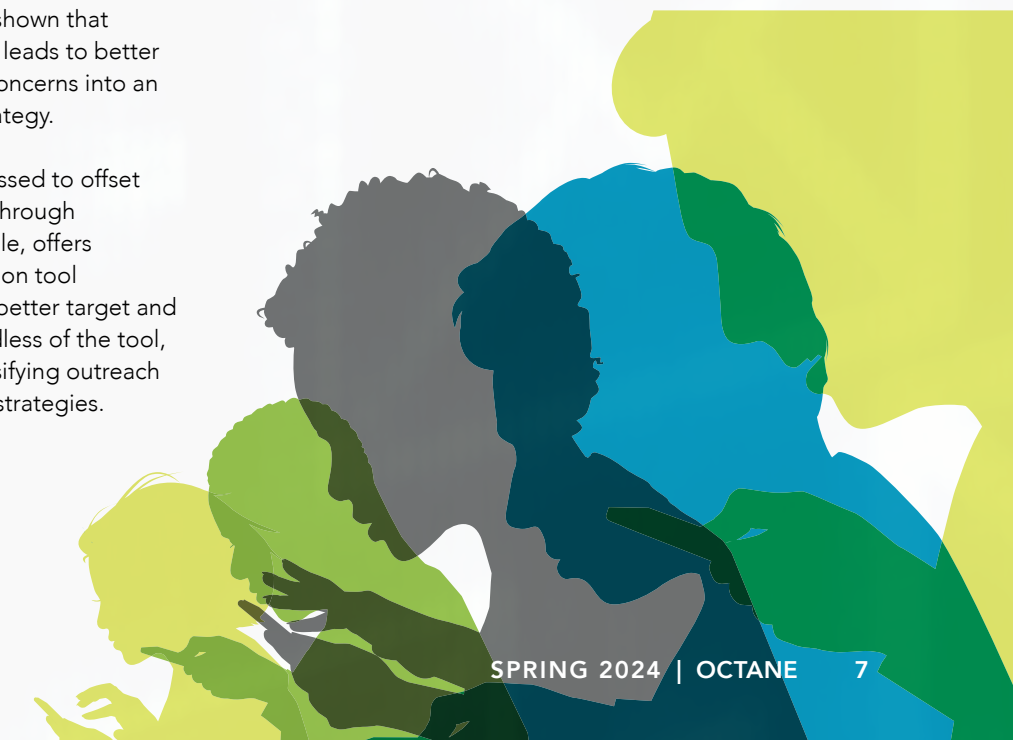 shown that
leads to better
oncerns into an
ategy.
ssed to offset
hrough
le, offers
on tool
better target and
dless of the tool,
sifying outreach
strategies.
SPRING 2024 | OCTANE 7